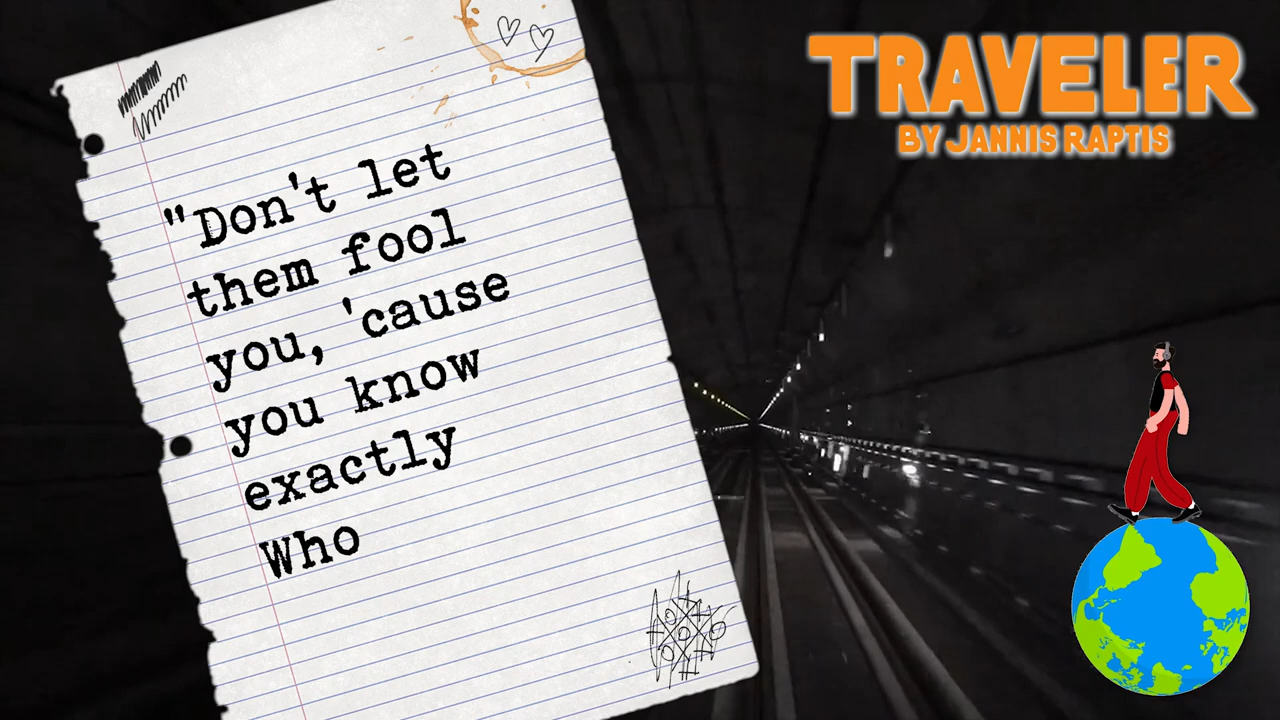 "Don't let
them fool
you, 'cause
you know
exactly
Who
TRAVELER
BY JANNIS RAPTIS